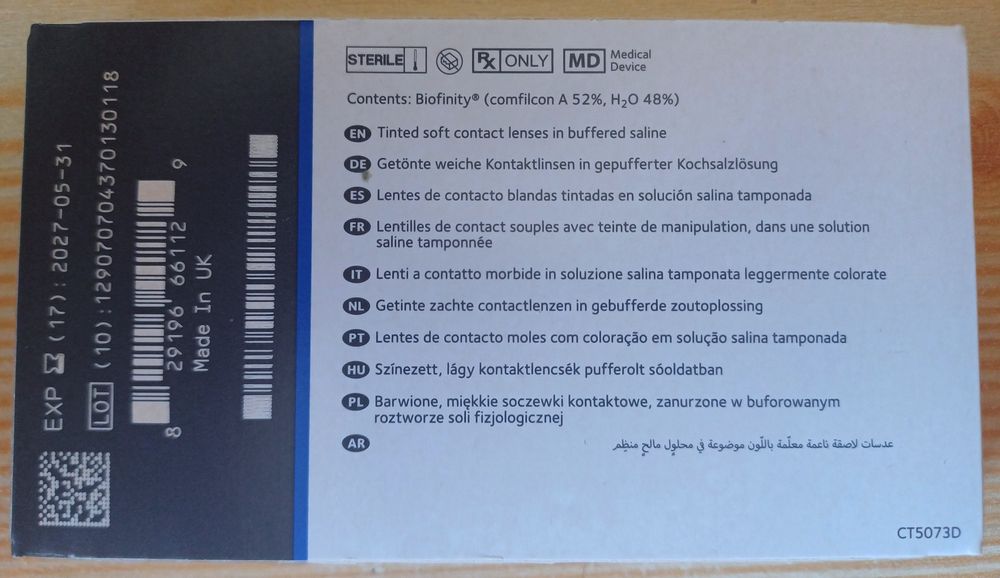 EXP (17): 2027-05-31
LOT (10):12907070437013011​8
8 29196 66112 9
Made In UK
STERILE Rx ONLY MD Medical Device
Contents: Biofinity® (comfilcon A 52%, H₂O 48%)
EN Tinted soft contact lenses in buffered saline
DE Getönte weiche Kontaktlinsen in gepufferter Kochsalzlösung
ES Lentes de contacto blandas tintadas en solución salina tamponada
FR Lentilles de contact souples avec teinte de manipulation, dans une solution
saline tamponnée
IT Lenti a contatto morbide in soluzione salina tamponata leggermente colorate
NL Getinte zachte contactlenzen in gebufferde zoutoplossing
PT Lentes de contacto moles com coloração em solução salina tamponada
HU Színezett, lágy kontaktlencsék pufferolt sóoldatban
PL Barwione, miękkie soczewki kontaktowe, zanurzone w buforowanym
roztworze soli fizjologicznej
AR عدسات لاصقة ناعمة معلّمة باللّون موضوعة في محلولٍ مالحٍ منظِم
CT5073D